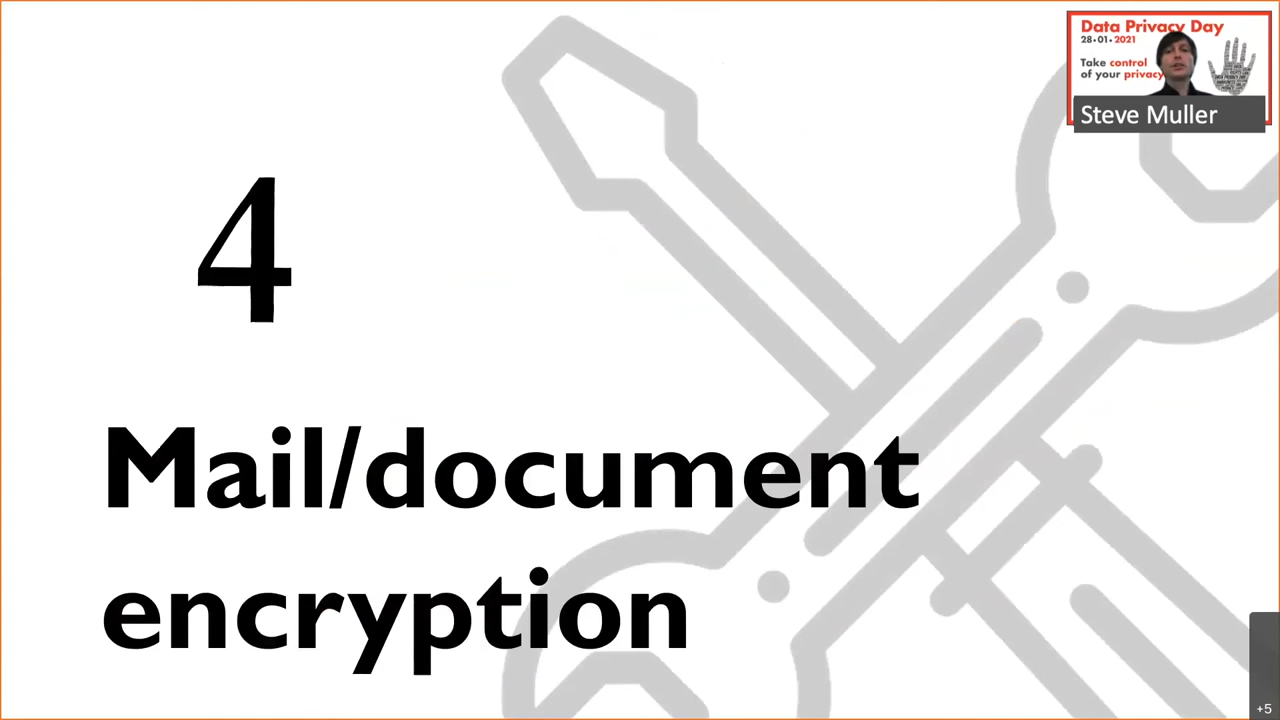 Data Privacy Day
28•01•2021
Take control
of your privacy
Steve Muller
4
Mail/document
encryption
+5